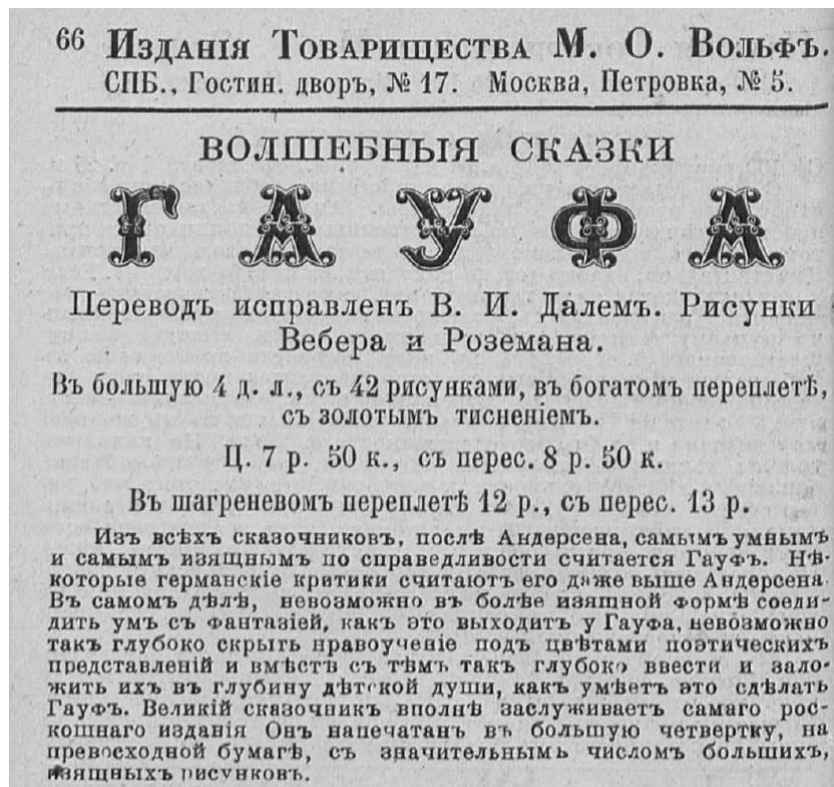 66 Изданія Товарищества М. О. Вольфъ.
СПБ., Гостин. дворъ, № 17. Москва, Петровка, № 5.
ВОЛШЕБНЫЯ СКАЗКИ
ГАУФА
Переводъ исправленъ В. И. Далемъ. Рисунки
Вебера и Роземана.
Въ большую 4 д. л., съ 42 рисунками, въ богатомъ переплетѣ,
съ золотымъ тисненіемъ.
Ц. 7 р. 50 к., съ перес. 8 р. 50 к.
Въ шагреневомъ переплетѣ 12 р., съ перес. 13 р.
Изъ всѣхъ сказочниковъ, послѣ Андерсена, самымъ умнымъ
и самымъ изящнымъ по справедливости считается Гауфъ. Нѣ-
которые германскіе критики считаютъ его даже выше Андерсена.
Въ самомъ дѣлѣ, невозможно въ болѣе изящной формѣ соеди-
дить умъ съ фантазіей, какъ это выходитъ у Гауфа, невозможно
такъ глубоко скрыть нравоученіе подъ цвѣтами поэтическихъ
представленій и вмѣстѣ съ тѣмъ такъ глубоко ввести и зало-
жить ихъ въ глубину дѣтской души, какъ умѣетъ это сдѣлать
Гауфъ. Великій сказочникъ вполнѣ заслуживаетъ самаго рос-
кошнаго изданія Онъ напечатанъ въ большую четвертку, на
превосходной бумагѣ, съ значительнымъ числомъ большихъ,
изящныхъ рисунковъ.